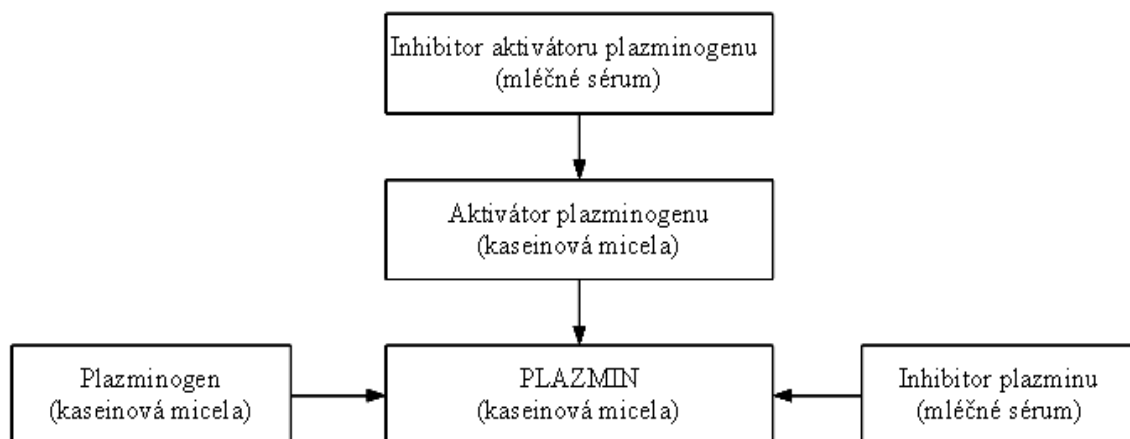 Inhibitor aktivátoru plazminogenu
(mléčné sérum)
Aktivátor plazminogenu
(kaseinová micela)
Plazminogen
(kaseinová micela)
PLAZMIN
(kaseinová micela)
Inhibitor plazminu
(mléčné sérum)